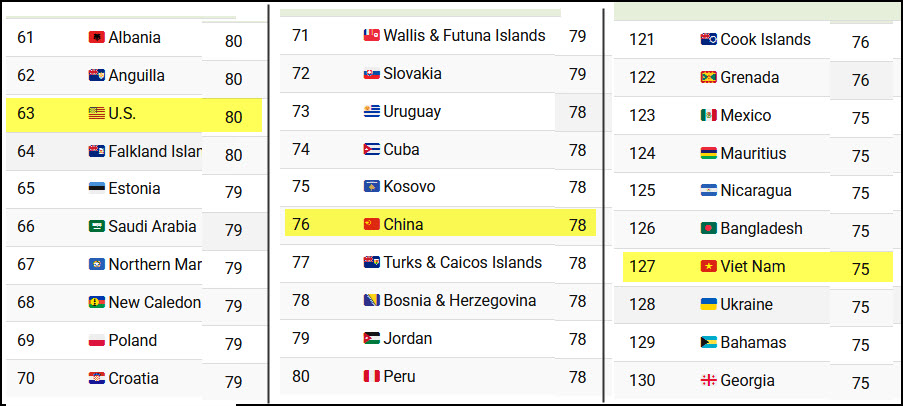 61 Albania 80
62 Anguilla 80
63 U.S. 80
64 Falkland Islar 80
65 Estonia 79
66 Saudi Arabia 79
67 Northern Mar 79
68 New Caledon 79
69 Poland 79
70 Croatia 79
71 Wallis & Futuna Islands 79
72 Slovakia 79
73 Uruguay 78
74 Cuba 78
75 Kosovo 78
76 China 78
77 Turks & Caicos Islands 78
78 Bosnia & Herzegovina 78
79 Jordan 78
80 Peru 78
121 Cook Islands 76
122 Grenada 76
123 Mexico 75
124 Mauritius 75
125 Nicaragua 75
126 Bangladesh 75
127 Viet Nam 75
128 Ukraine 75
129 Bahamas 75
130 Georgia 75